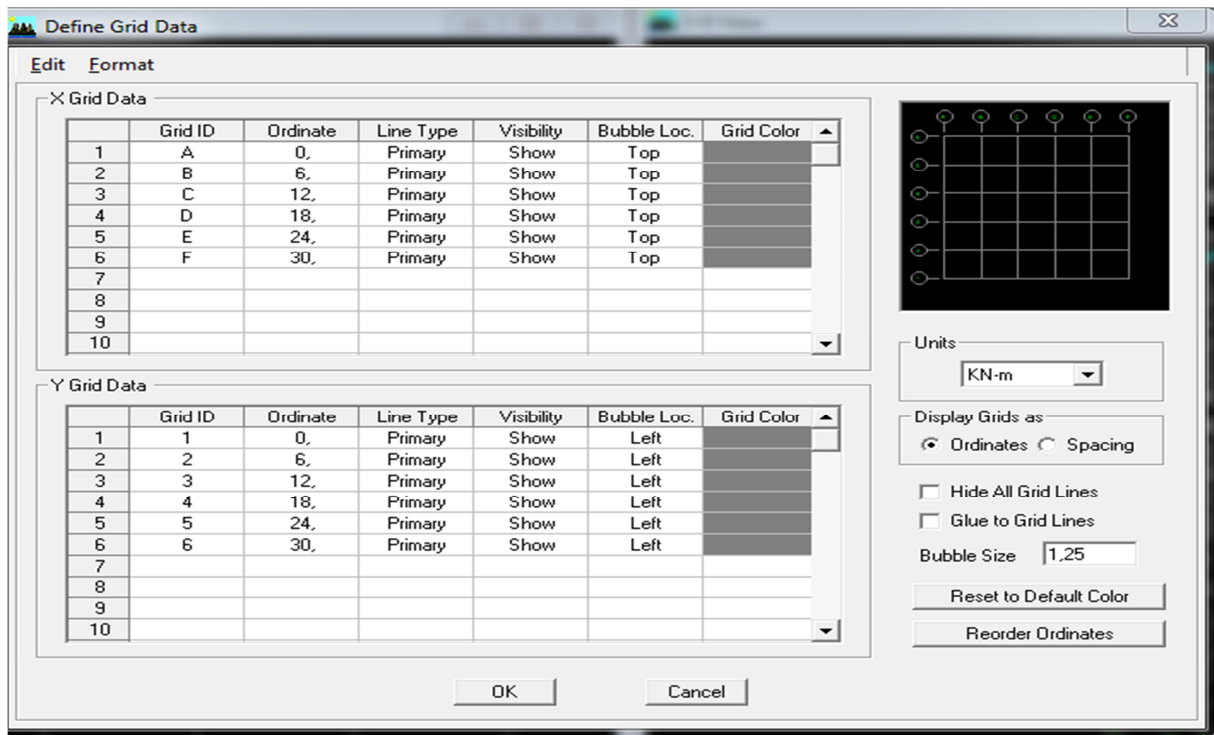 Define Grid Data
Edit Format
X Grid Data
Grid ID Ordinate Line Type Visibility Bubble Loc. Grid Color
1 A 0, Primary Show Top
2 B 6, Primary Show Top
3 C 12, Primary Show Top
4 D 18, Primary Show Top
5 E 24, Primary Show Top
6 F 30, Primary Show Top
7
8
9
10
Y Grid Data
Grid ID Ordinate Line Type Visibility Bubble Loc. Grid Color
1 1 0, Primary Show Left
2 2 6, Primary Show Left
3 3 12, Primary Show Left
4 4 18, Primary Show Left
5 5 24, Primary Show Left
6 6 30, Primary Show Left
7
8
9
10
Units
KN-m
Display Grids as
Ordinates Spacing
Hide All Grid Lines
Glue to Grid Lines
Bubble Size 1,25
Reset to Default Color
Reorder Ordinates
OK Cancel